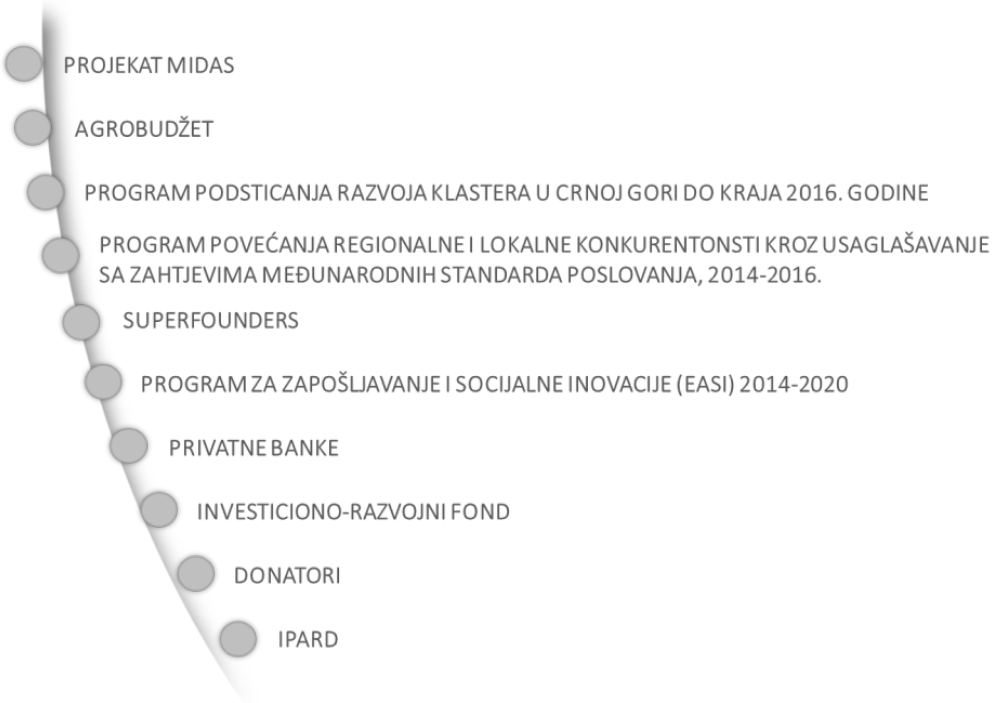 PROJEKAT MIDAS
AGROBUDŽET
PROGRAM PODSTICANJA RAZVOJA KLASTERA U CRNOJ GORI DO KRAJA 2016. GODINE
PROGRAM POVEĆANJA REGIONALNE I LOKALNE KONKURENTONSTI KROZ USAGLAŠAVANJE
SA ZAHTJEVIMA MEĐUNARODNIH STANDARDA POSLOVANJA, 2014-2016.
SUPERFOUNDERS
PROGRAM ZA ZAPOŠLJAVANJE I SOCIJALNE INOVACIJE (EASI) 2014-2020
PRIVATNE BANKE
INVESTICIONO-RAZVOJNI FOND
DONATORI
IPARD